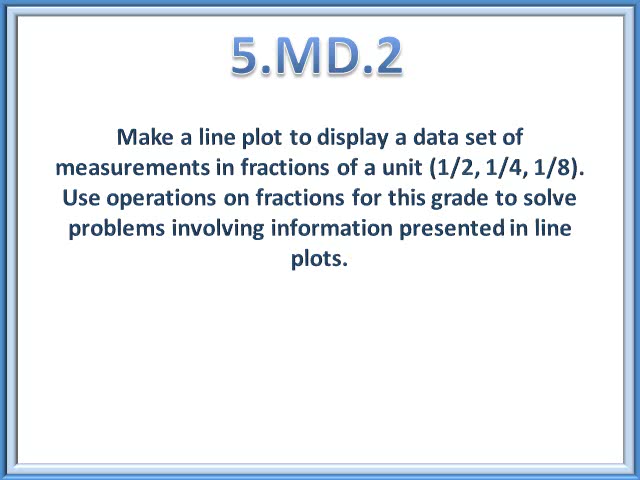 5.MD.2
Make a line plot to display a data set of
measurements in fractions of a unit (1/2, 1/4, 1/8).
Use operations on fractions for this grade to solve
problems involving information presented in line
plots.